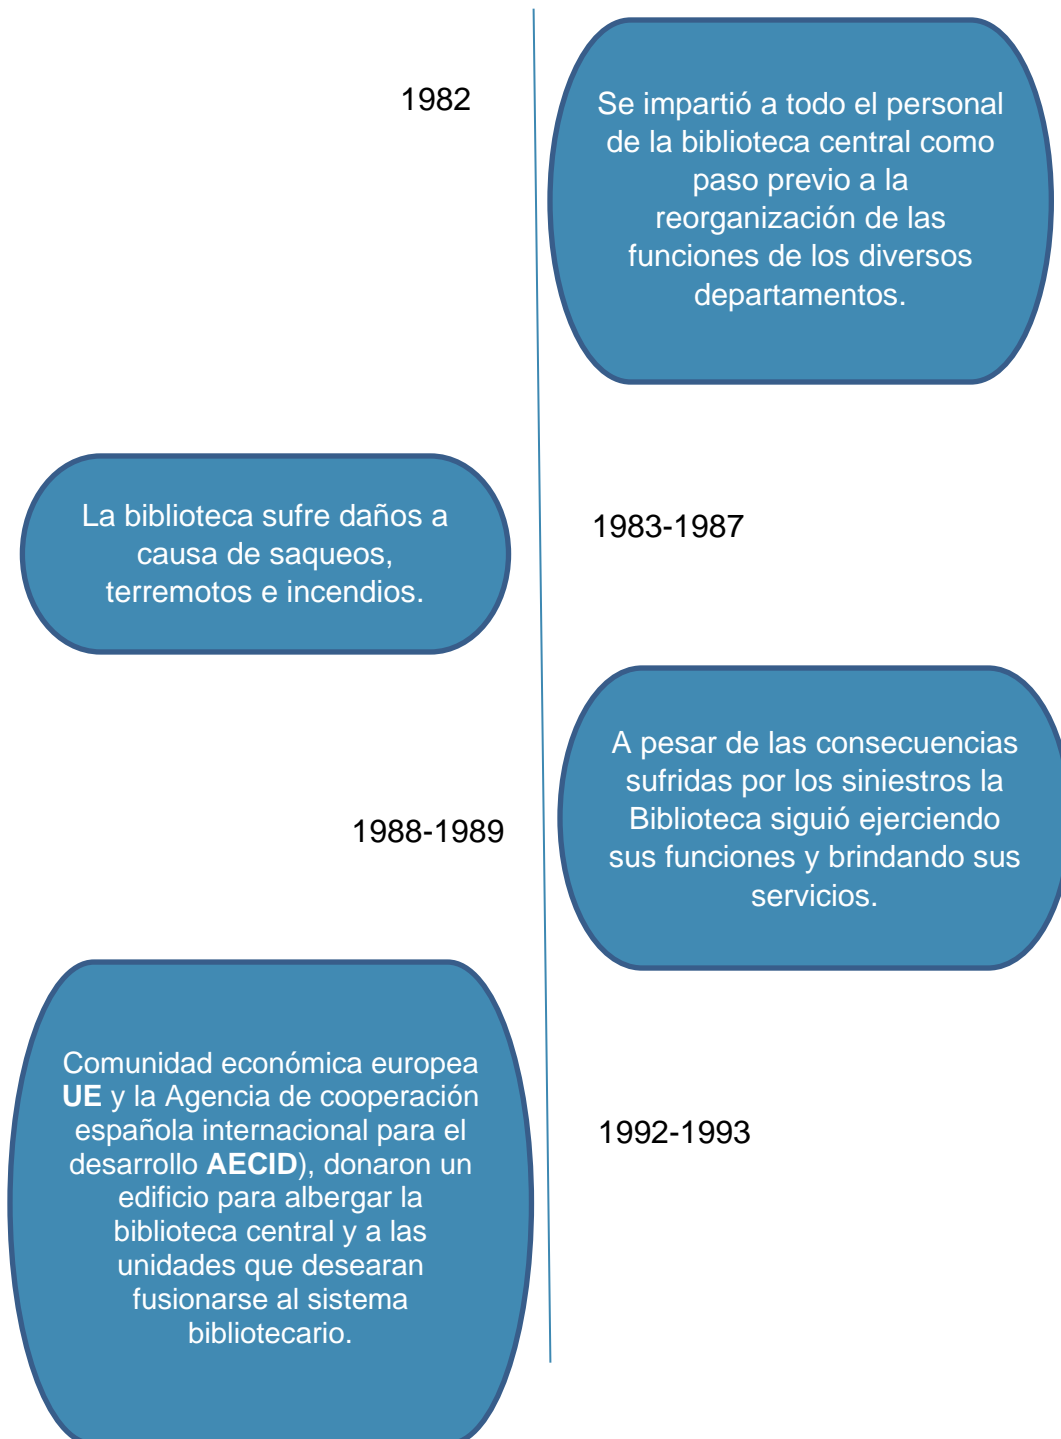 1982
Se impartió a todo el personal
de la biblioteca central como
paso previo a la
reorganización de las
funciones de los diversos
departamentos.
La biblioteca sufre daños a
causa de saqueos,
terremotos e incendios.
1983-1987
A pesar de las consecuencias
sufridas por los siniestros la
Biblioteca siguió ejerciendo
sus funciones y brindando sus
servicios.
1988-1989
Comunidad económica europea
UE y la Agencia de cooperación
española internacional para el
desarrollo AECID), donaron un
edificio para albergar la
biblioteca central y a las
unidades que desearan
fusionarse al sistema
bibliotecario.
1992-1993